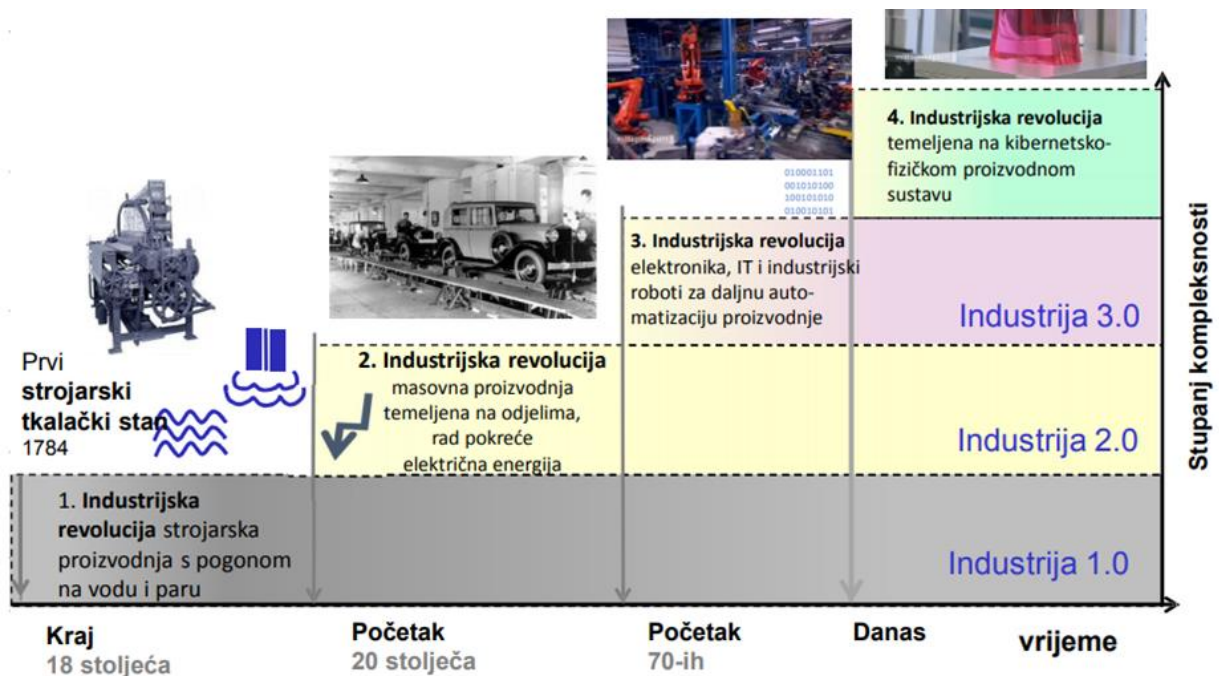 4. Industrijska revolucija
temeljena na kibernetsko-
fizičkom proizvodnom
sustavu
010001101
001010100
100101010
010010101
3. Industrijska revolucija
elektronika, IT i industrijski
roboti za daljnu auto-
matizaciju proizvodnje
Industrija 3.0
Prvi
strojarski
tkalački stan
1784
2. Industrijska revolucija
masovna proizvodnja
temeljena na odjelima,
rad pokreće
električna energija
Industrija 2.0
1. Industrijska
revolucija strojarska
proizvodnja s pogonom
na vodu i paru
Industrija 1.0
Stupanj kompleksnosti
Kraj
18 stoljeća
Početak
20 stolječa
Početak
70-ih
Danas
vrijeme